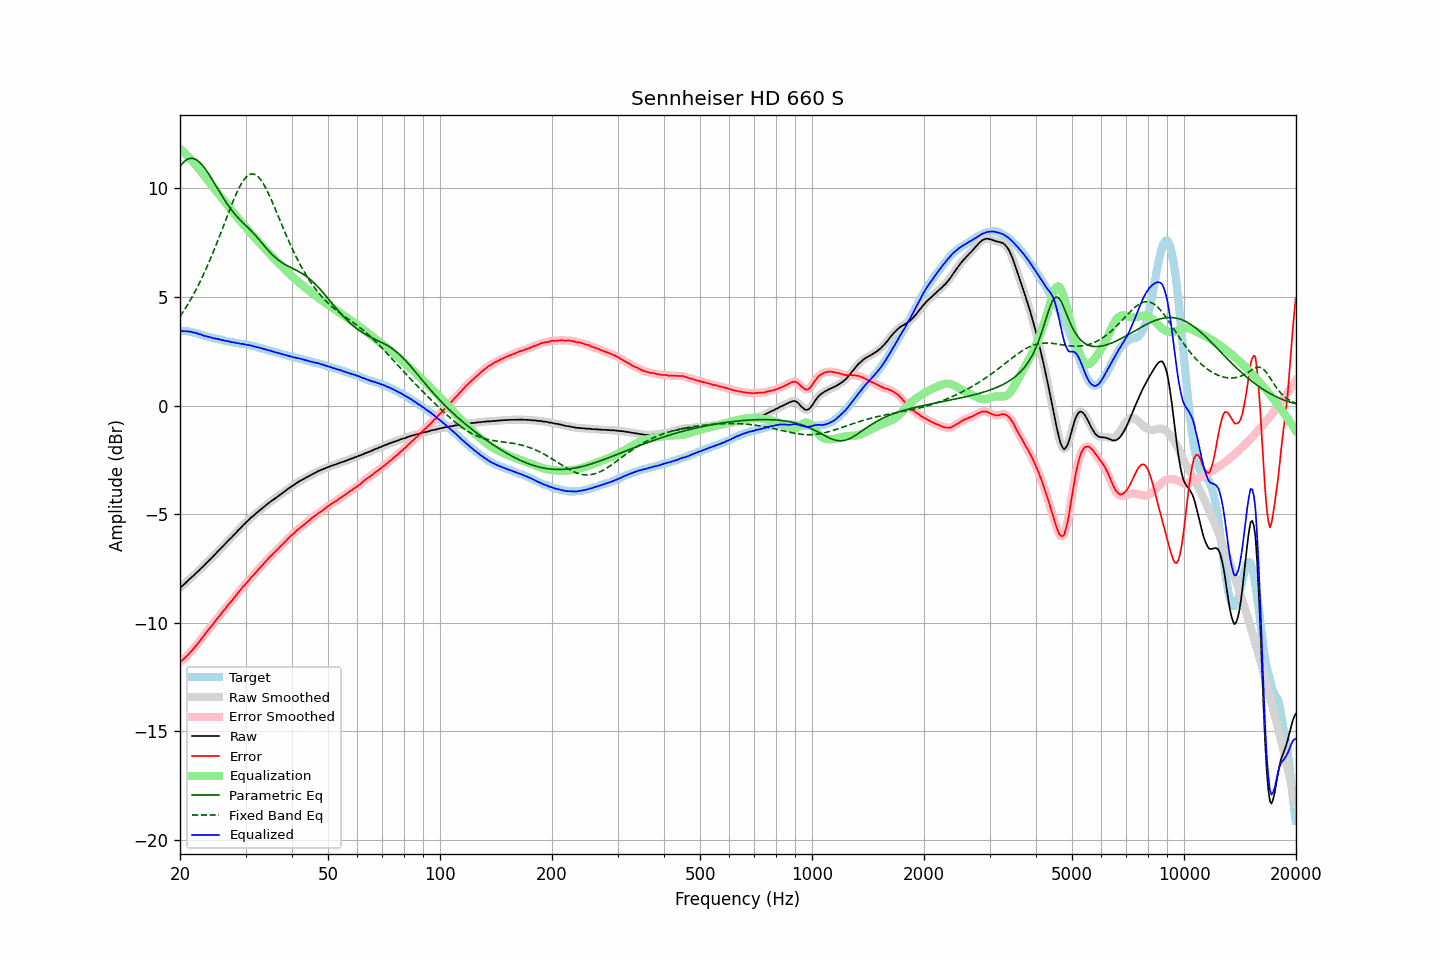 Sennheiser HD 660 S
Amplitude (dBr)
10
5
0
−5
−10
−15
−20
Target
Raw Smoothed
Error Smoothed
Raw
Error
Equalization
Parametric Eq
Fixed Band Eq
Equalized
20 50 100 200 500 1000 2000 5000 10000 20000
Frequency (Hz)